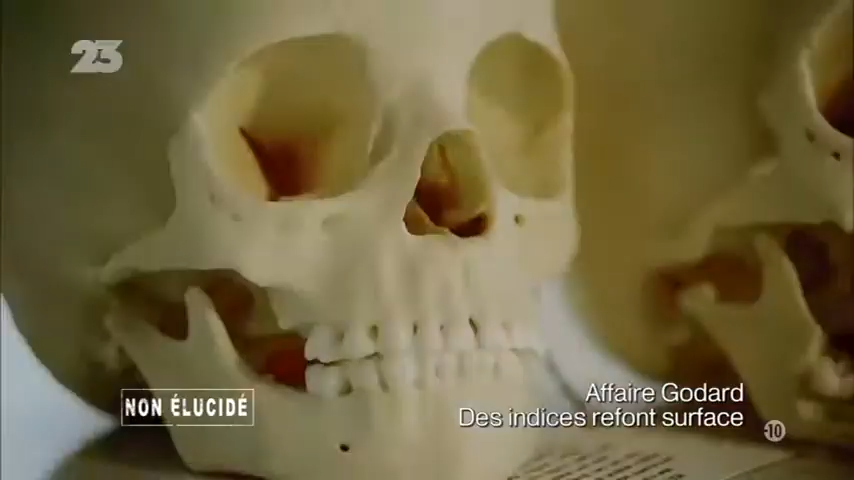 23
NON ÉLUCIDÉ
Affaire Godard
Des indices refont surface
-10